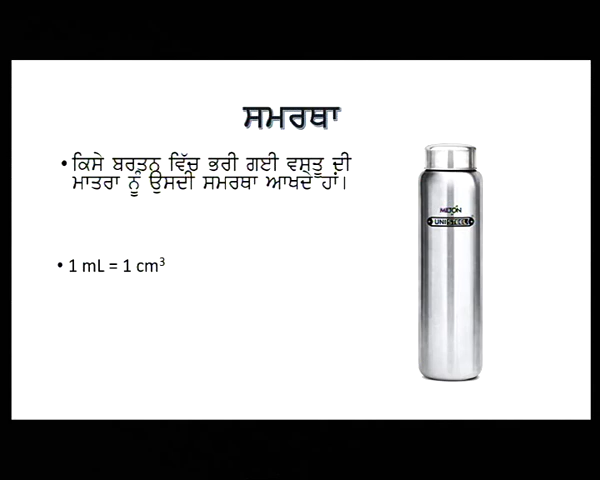 ਸਮਰਥਾ
• ਕਿਸੇ ਬਰਤਨ ਵਿੱਚ ਭਰੀ ਗਈ ਵਸਤੂ ਦੀ
ਮਾਤਰਾ ਨੂੰ ਉਸਦੀ ਸਮਰਥਾ ਆਖਦੇ ਹਾਂ।
• 1 mL = 1 cm³
MILTON
UNISTEEL